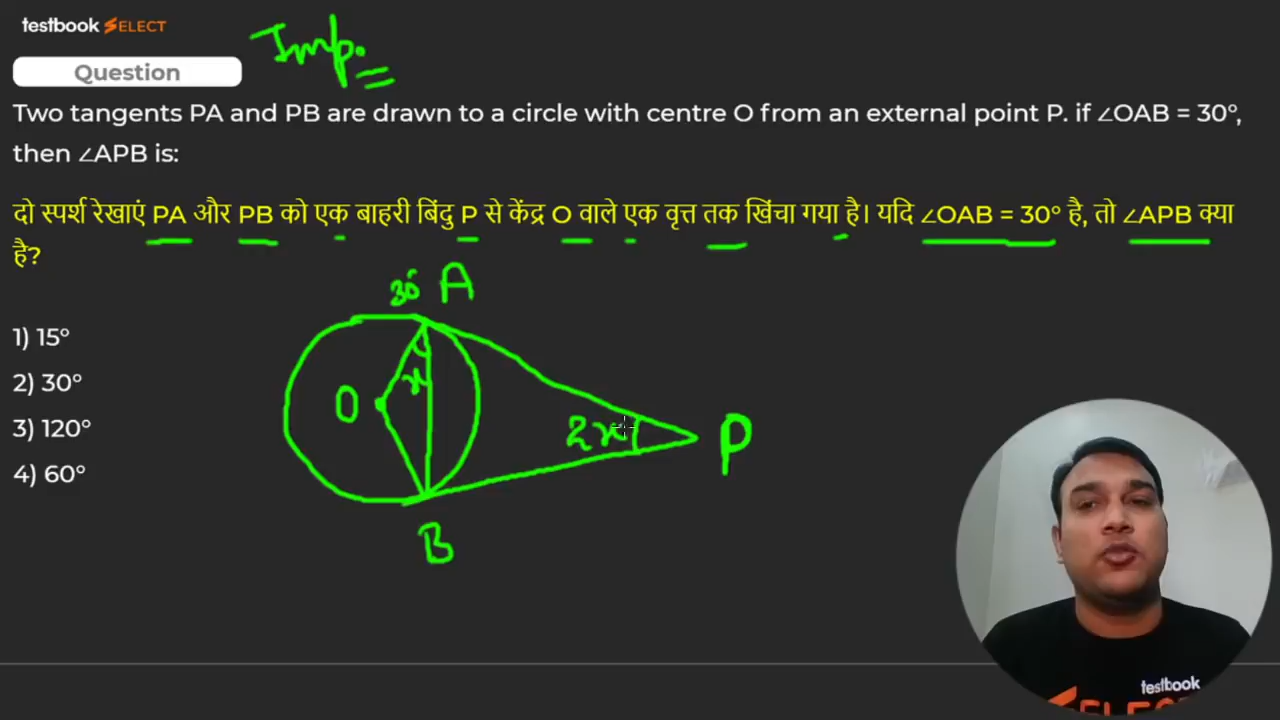 testbook SELECT
Imp.
Question
Two tangents PA and PB are drawn to a circle with centre O from an external point P. if ∠OAB = 30°,
then ∠APB is:
दो स्पर्श रेखाएं PA और PB को एक बाहरी बिंदु P से केंद्र O वाले एक वृत्त तक खिंचा गया है। यदि ∠OAB = 30° है, तो ∠APB क्या
है?
30° A
1) 15°
x
2) 30°
O
3) 120°
2x P
4) 60°
B
testbook
SELECT